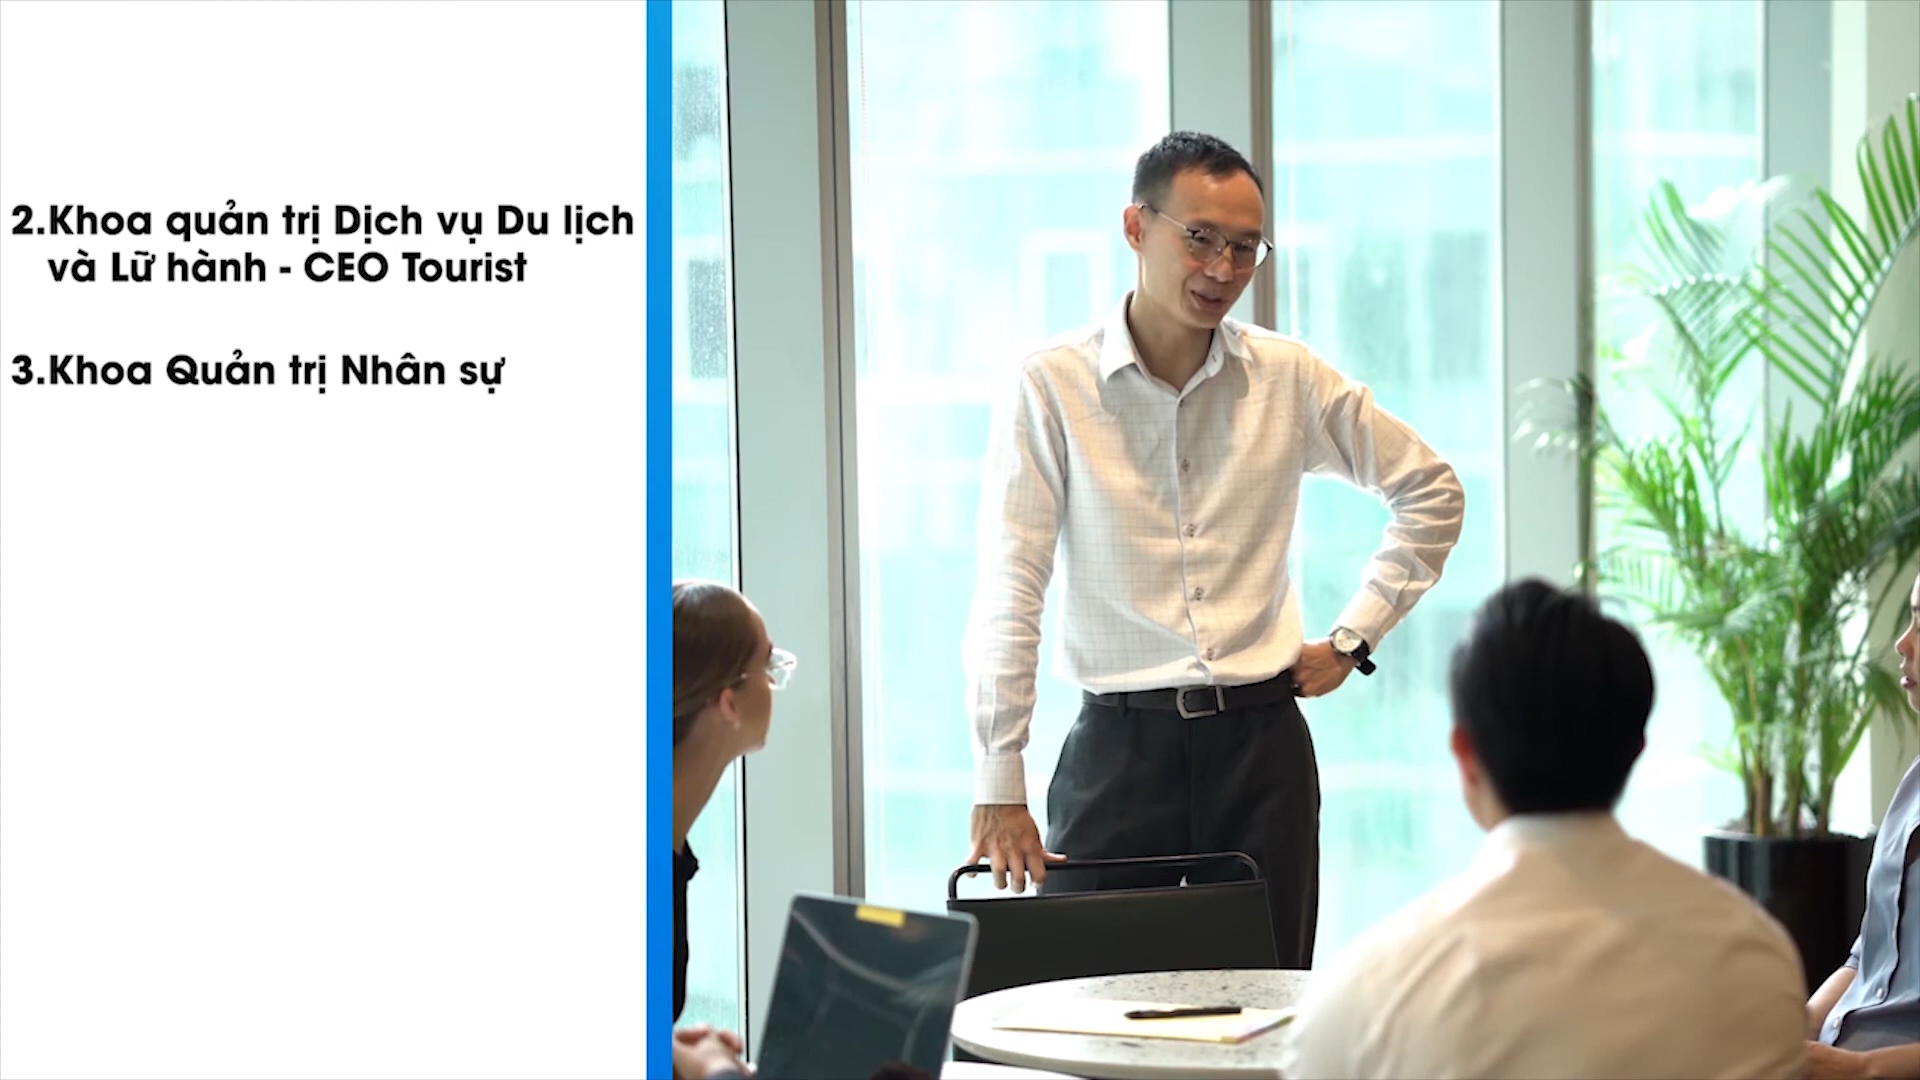 2.Khoa quản trị Dịch vụ Du lịch
và Lữ hành - CEO Tourist
3.Khoa Quản trị Nhân sự